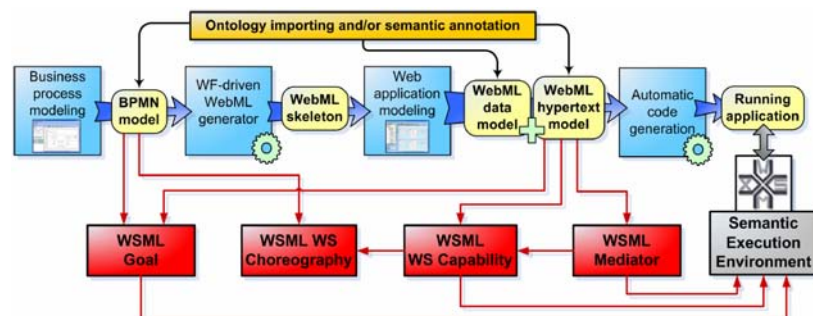 Ontology importing and/or semantic annotation
Business
process
modeling
BPMN
model
WF-driven
WebML
generator
WebML
skeleton
Web
application
modeling
WebML
data
model
WebML
hypertext
model
Automatic
code
generation
Running
application
WSML
Goal
WSML WS
Choreography
WSML
WS Capability
WSML
Mediator
Semantic
Execution
Environment